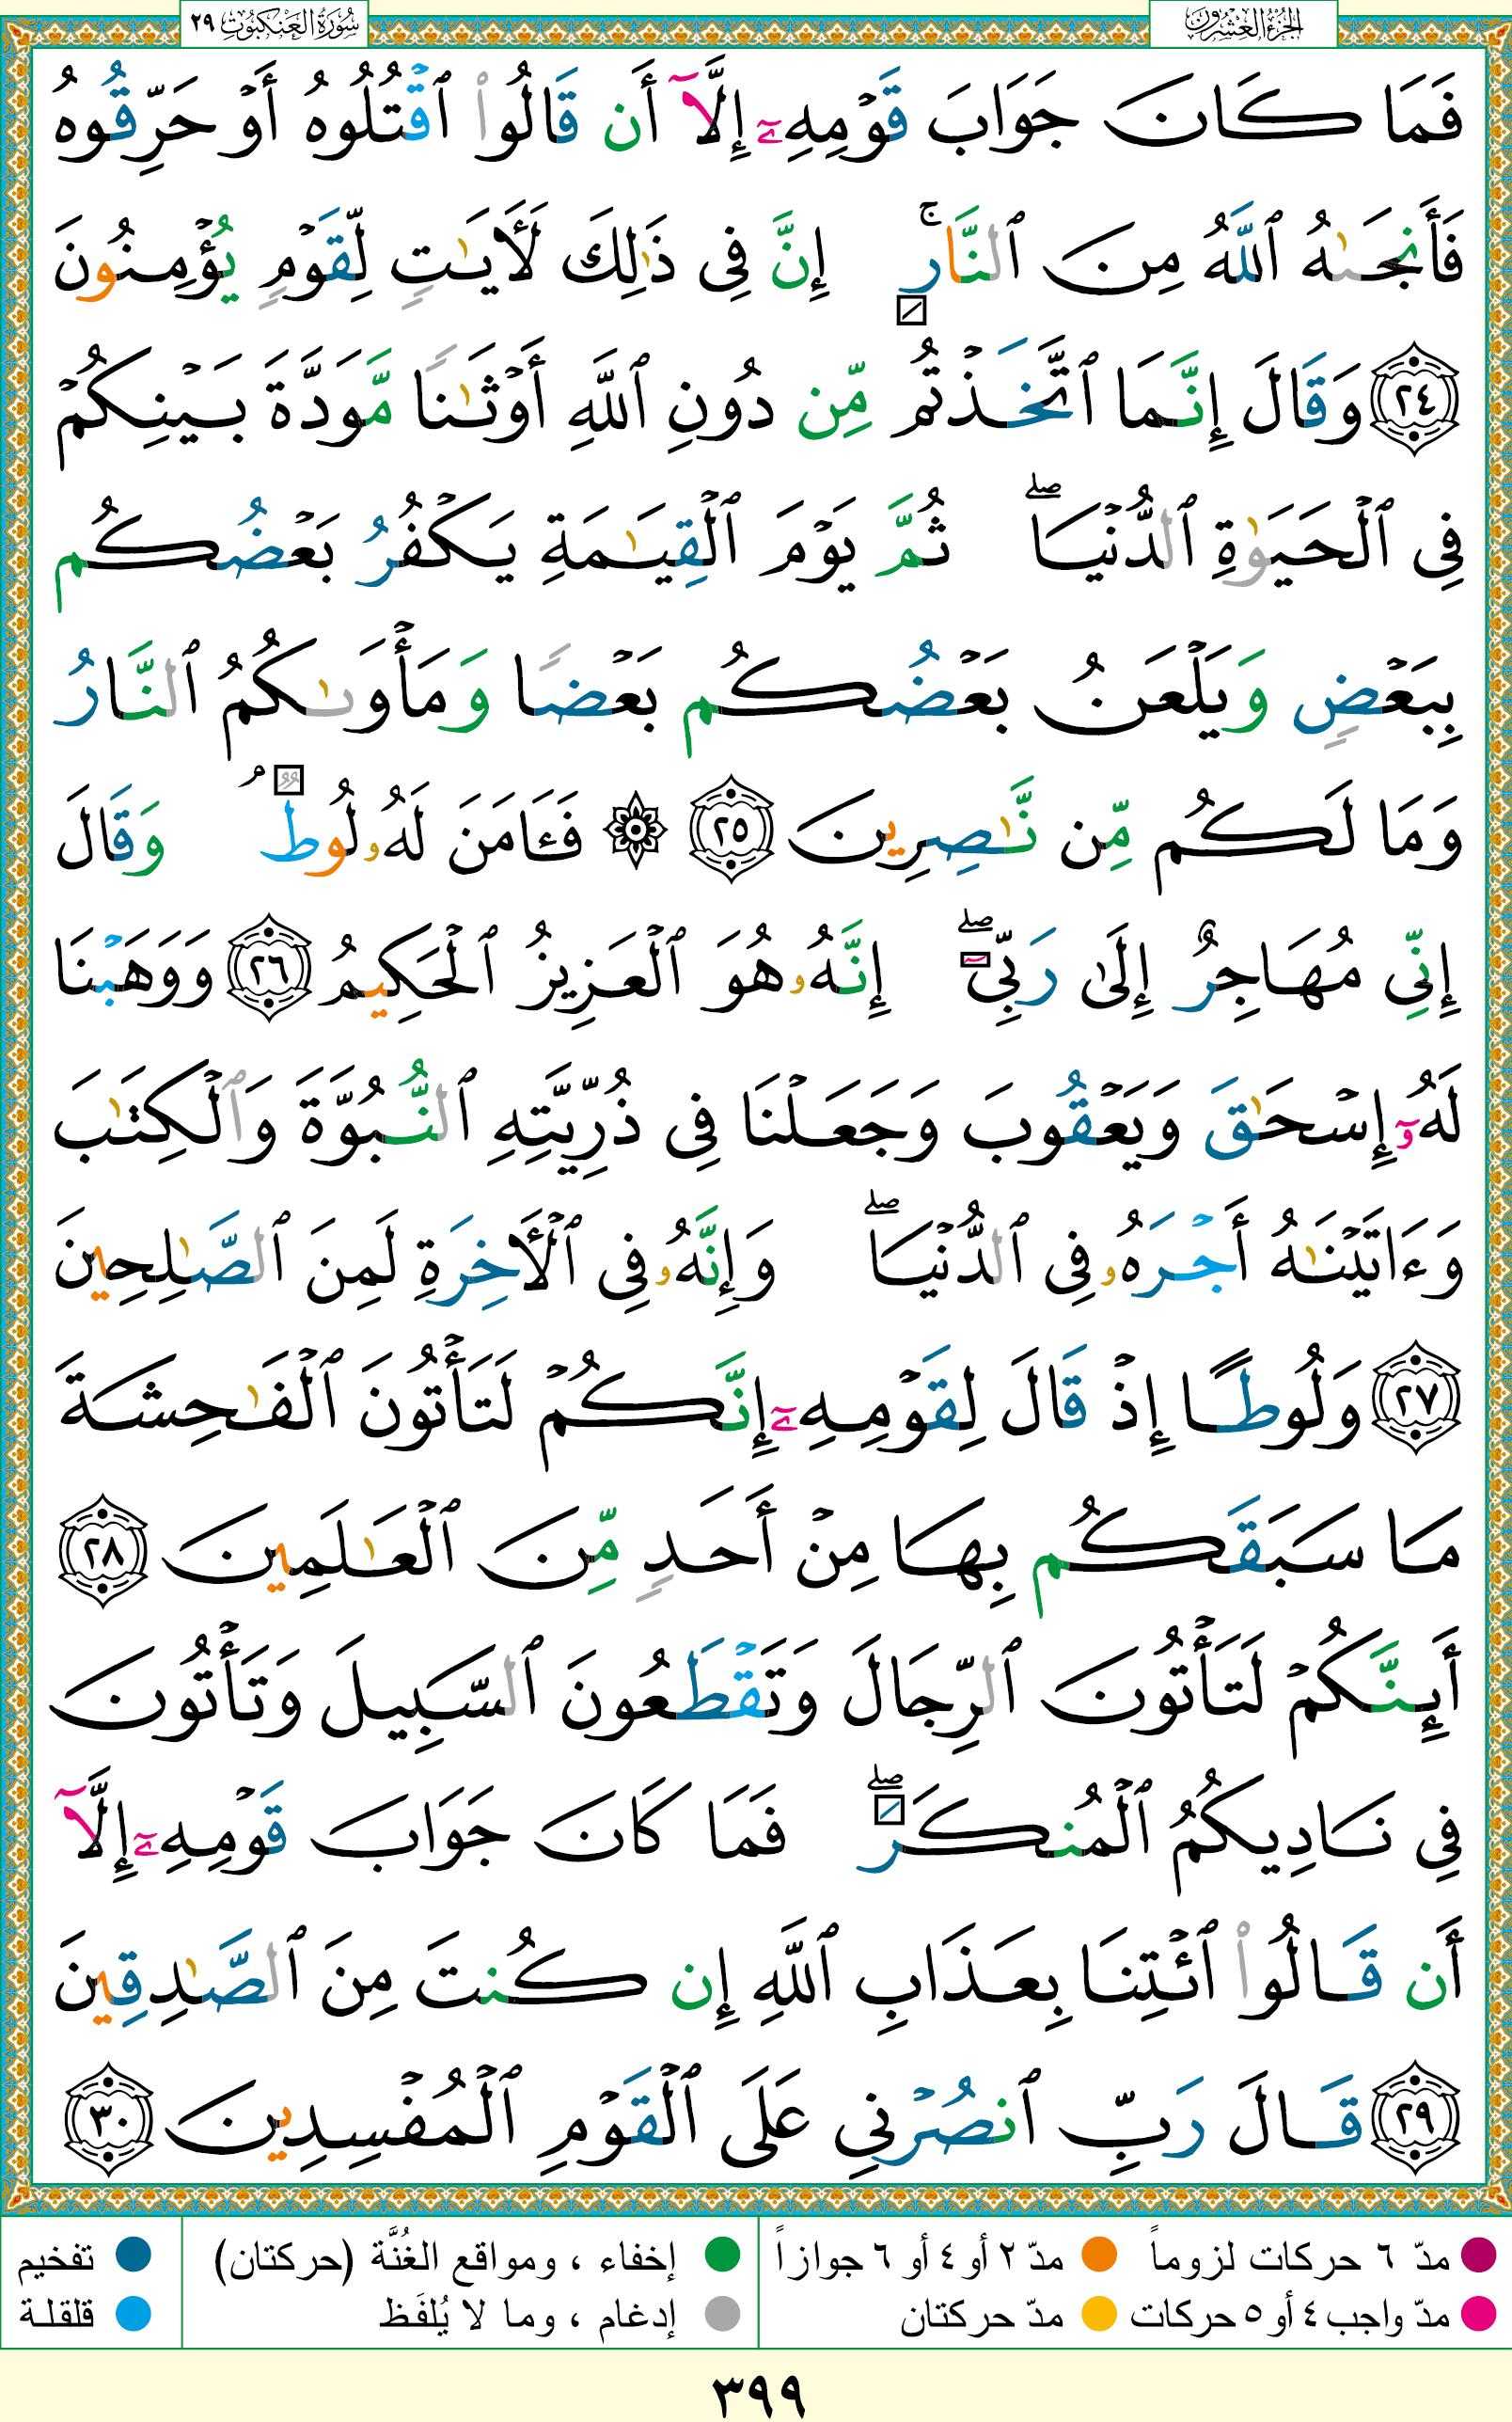 الجزء العشرون
سورة العنكبوت ٢٩
فَمَا كَانَ جَوَابَ قَوْمِهِۦٓ إِلَّآ أَن قَالُوا۟ ٱقْتُلُوهُ أَوْ حَرِّقُوهُ
فَأَنجَىٰهُ ٱللَّهُ مِنَ ٱلنَّارِ ۚ إِنَّ فِى ذَٰلِكَ لَـَٔايَـٰتٍ لِّقَوْمٍ يُؤْمِنُونَ
٢٤ وَقَالَ إِنَّمَا ٱتَّخَذْتُم مِّن دُونِ ٱللَّهِ أَوْثَـٰنًا مَّوَدَّةَ بَيْنِكُمْ
فِى ٱلْحَيَوٰةِ ٱلدُّنْيَا ۖ ثُمَّ يَوْمَ ٱلْقِيَـٰمَةِ يَكْفُرُ بَعْضُكُم
بِبَعْضٍ وَيَلْعَنُ بَعْضُكُم بَعْضًا وَمَأْوَىٰكُمُ ٱلنَّارُ
وَمَا لَكُم مِّن نَّـٰصِرِينَ ٢٥ ۞ فَـَٔامَنَ لَهُۥ لُوطٌ ۘ وَقَالَ
إِنِّى مُهَاجِرٌ إِلَىٰ رَبِّىٓ ۖ إِنَّهُۥ هُوَ ٱلْعَزِيزُ ٱلْحَكِيمُ ٢٦ وَوَهَبْنَا
لَهُۥٓ إِسْحَـٰقَ وَيَعْقُوبَ وَجَعَلْنَا فِى ذُرِّيَّتِهِ ٱلنُّبُوَّةَ وَٱلْكِتَـٰبَ
وَءَاتَيْنَـٰهُ أَجْرَهُۥ فِى ٱلدُّنْيَا ۖ وَإِنَّهُۥ فِى ٱلْـَٔاخِرَةِ لَمِنَ ٱلصَّـٰلِحِينَ
٢٧ وَلُوطًا إِذْ قَالَ لِقَوْمِهِۦٓ إِنَّكُمْ لَتَأْتُونَ ٱلْفَـٰحِشَةَ
مَا سَبَقَكُم بِهَا مِنْ أَحَدٍ مِّنَ ٱلْعَـٰلَمِينَ ٢٨
أَئِنَّكُمْ لَتَأْتُونَ ٱلرِّجَالَ وَتَقْطَعُونَ ٱلسَّبِيلَ وَتَأْتُونَ
فِى نَادِيكُمُ ٱلْمُنكَرَ ۖ فَمَا كَانَ جَوَابَ قَوْمِهِۦٓ إِلَّآ
أَن قَالُوا۟ ٱئْتِنَا بِعَذَابِ ٱللَّهِ إِن كُنتَ مِنَ ٱلصَّـٰدِقِينَ
٢٩ قَالَ رَبِّ ٱنصُرْنِى عَلَى ٱلْقَوْمِ ٱلْمُفْسِدِينَ ٣٠
مدّ ٦ حركات لزوماً مدّ ٢ أو ٤ أو ٦ جوازاً إخفاء ، ومواقع الغُنَّة (حركتان) تفخيم
مدّ واجب ٤ أو ٥ حركات مدّ حركتان إدغام ، وما لا يُلفَظ قلقلة
٣٩٩